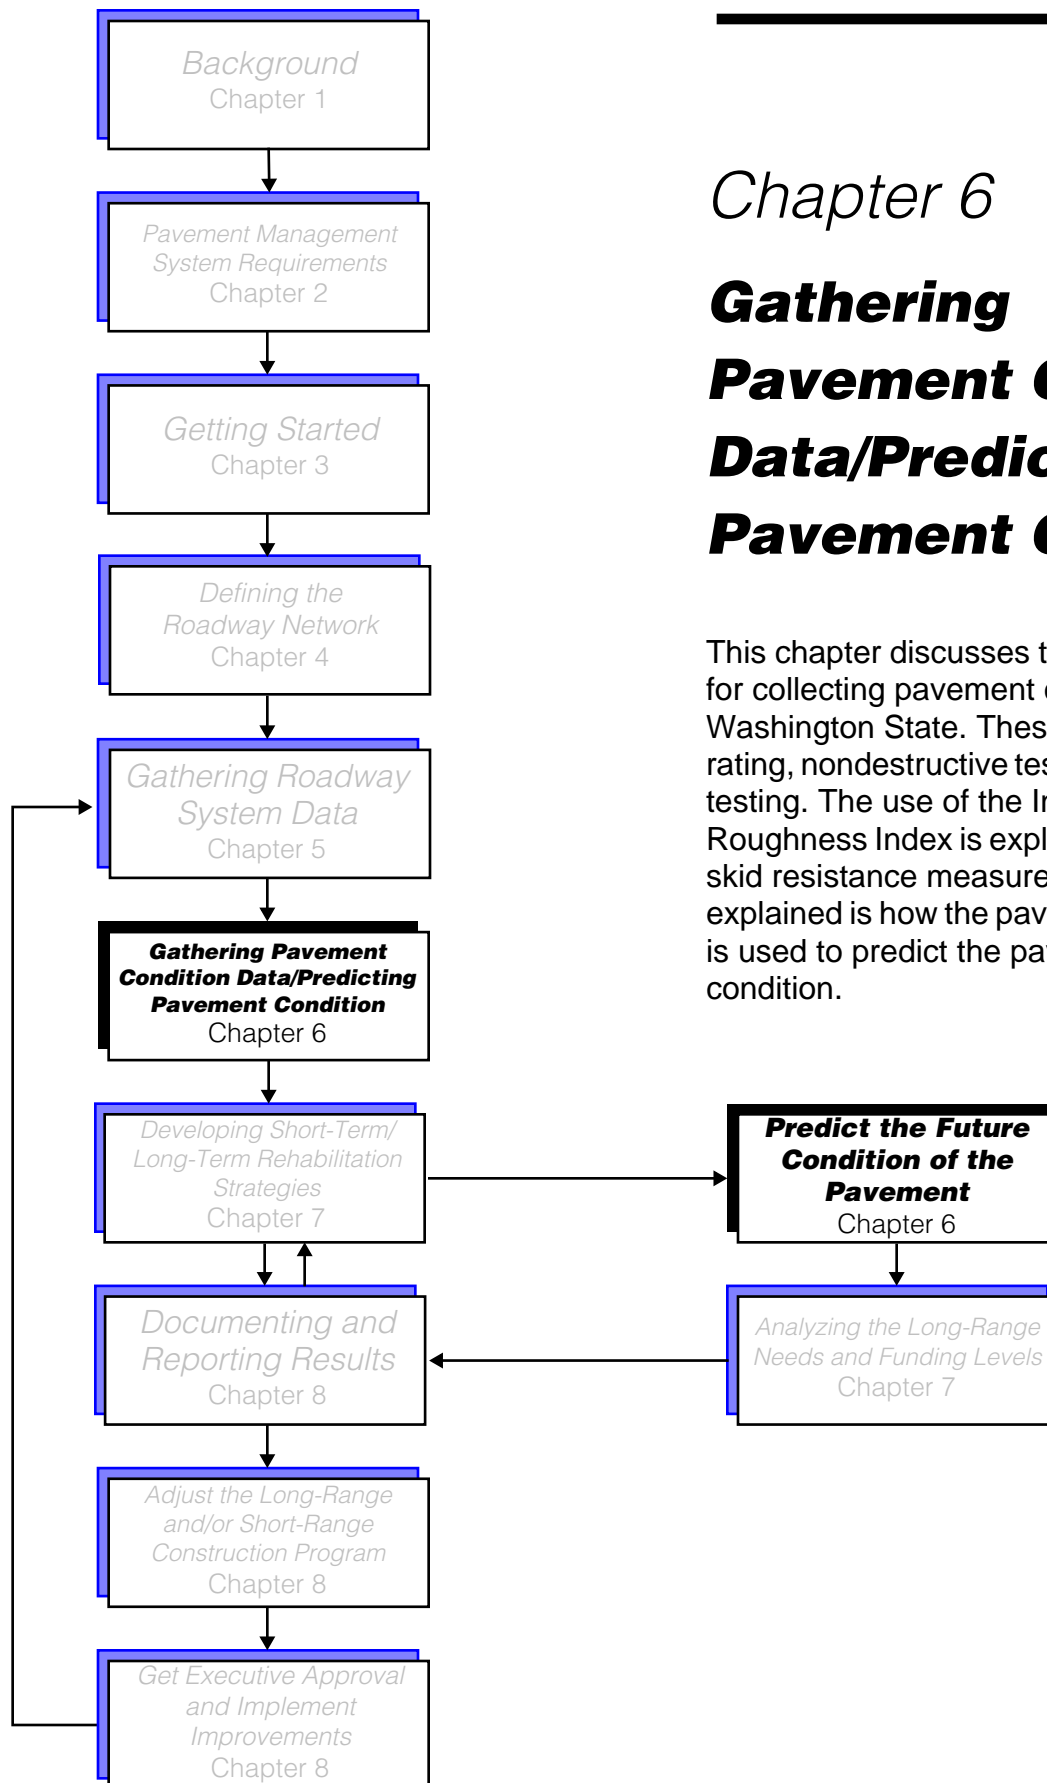 Background
Chapter 1
Pavement Management
System Requirements
Chapter 2
Getting Started
Chapter 3
Defining the
Roadway Network
Chapter 4
Gathering Roadway
System Data
Chapter 5
Gathering Pavement
Condition Data/Predicting
Pavement Condition
Chapter 6
Developing Short-Term/
Long-Term Rehabilitation
Strategies
Chapter 7
Documenting and
Reporting Results
Chapter 8
Adjust the Long-Range
and/or Short-Range
Construction Program
Chapter 8
Get Executive Approval
and Implement
Improvements
Chapter 8
Chapter 6
Gathering
Pavement
Data/Predic
Pavement
This chapter discusses t
for collecting pavement
Washington State. Thes
rating, nondestructive tes
testing. The use of the I
Roughness Index is expl
skid resistance measure
explained is how the pav
is used to predict the pa
condition.
Predict the Future
Condition of the
Pavement
Chapter 6
Analyzing the Long-Range
Needs and Funding Levels
Chapter 7